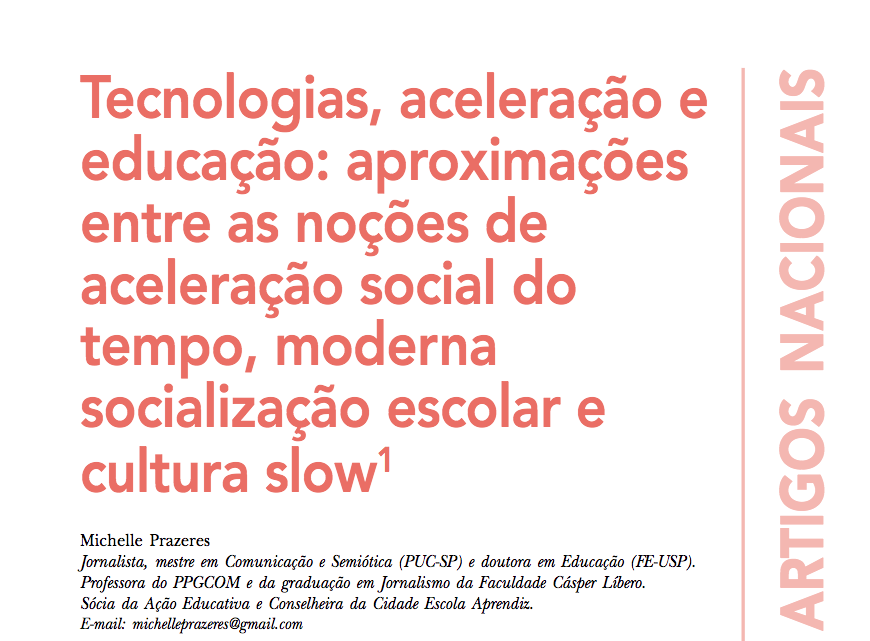 Tecnologias, aceleração e
educação: aproximações
entre as noções de
aceleração social do
tempo, moderna
socialização escolar e
cultura slow¹
Michelle Prazeres
Jornalista, mestre em Comunicação e Semiótica (PUC-SP) e doutora em Educação (FE-USP).
Professora do PPGCOM e da graduação em Jornalismo da Faculdade Cásper Líbero.
Sócia da Ação Educativa e Conselheira da Cidade Escola Aprendiz.
E-mail: michelleprazeres@gmail.com
ARTIGOS NACIONAIS